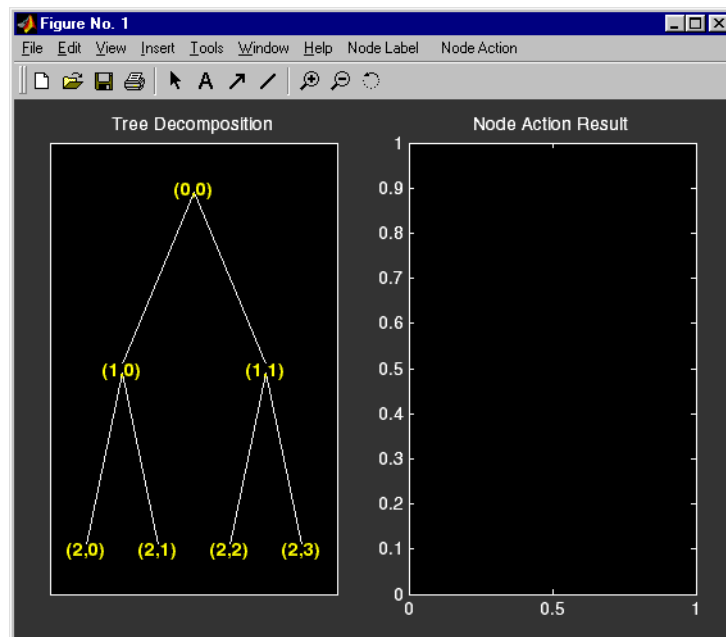 Figure No. 1
File Edit View Insert Tools Window Help Node Label Node Action
A
Tree Decomposition
(0,0)
(1,0) (1,1)
(2,0) (2,1) (2,2) (2,3)
Node Action Result
1
0.9
0.8
0.7
0.6
0.5
0.4
0.3
0.2
0.1
0
0 0.5 1